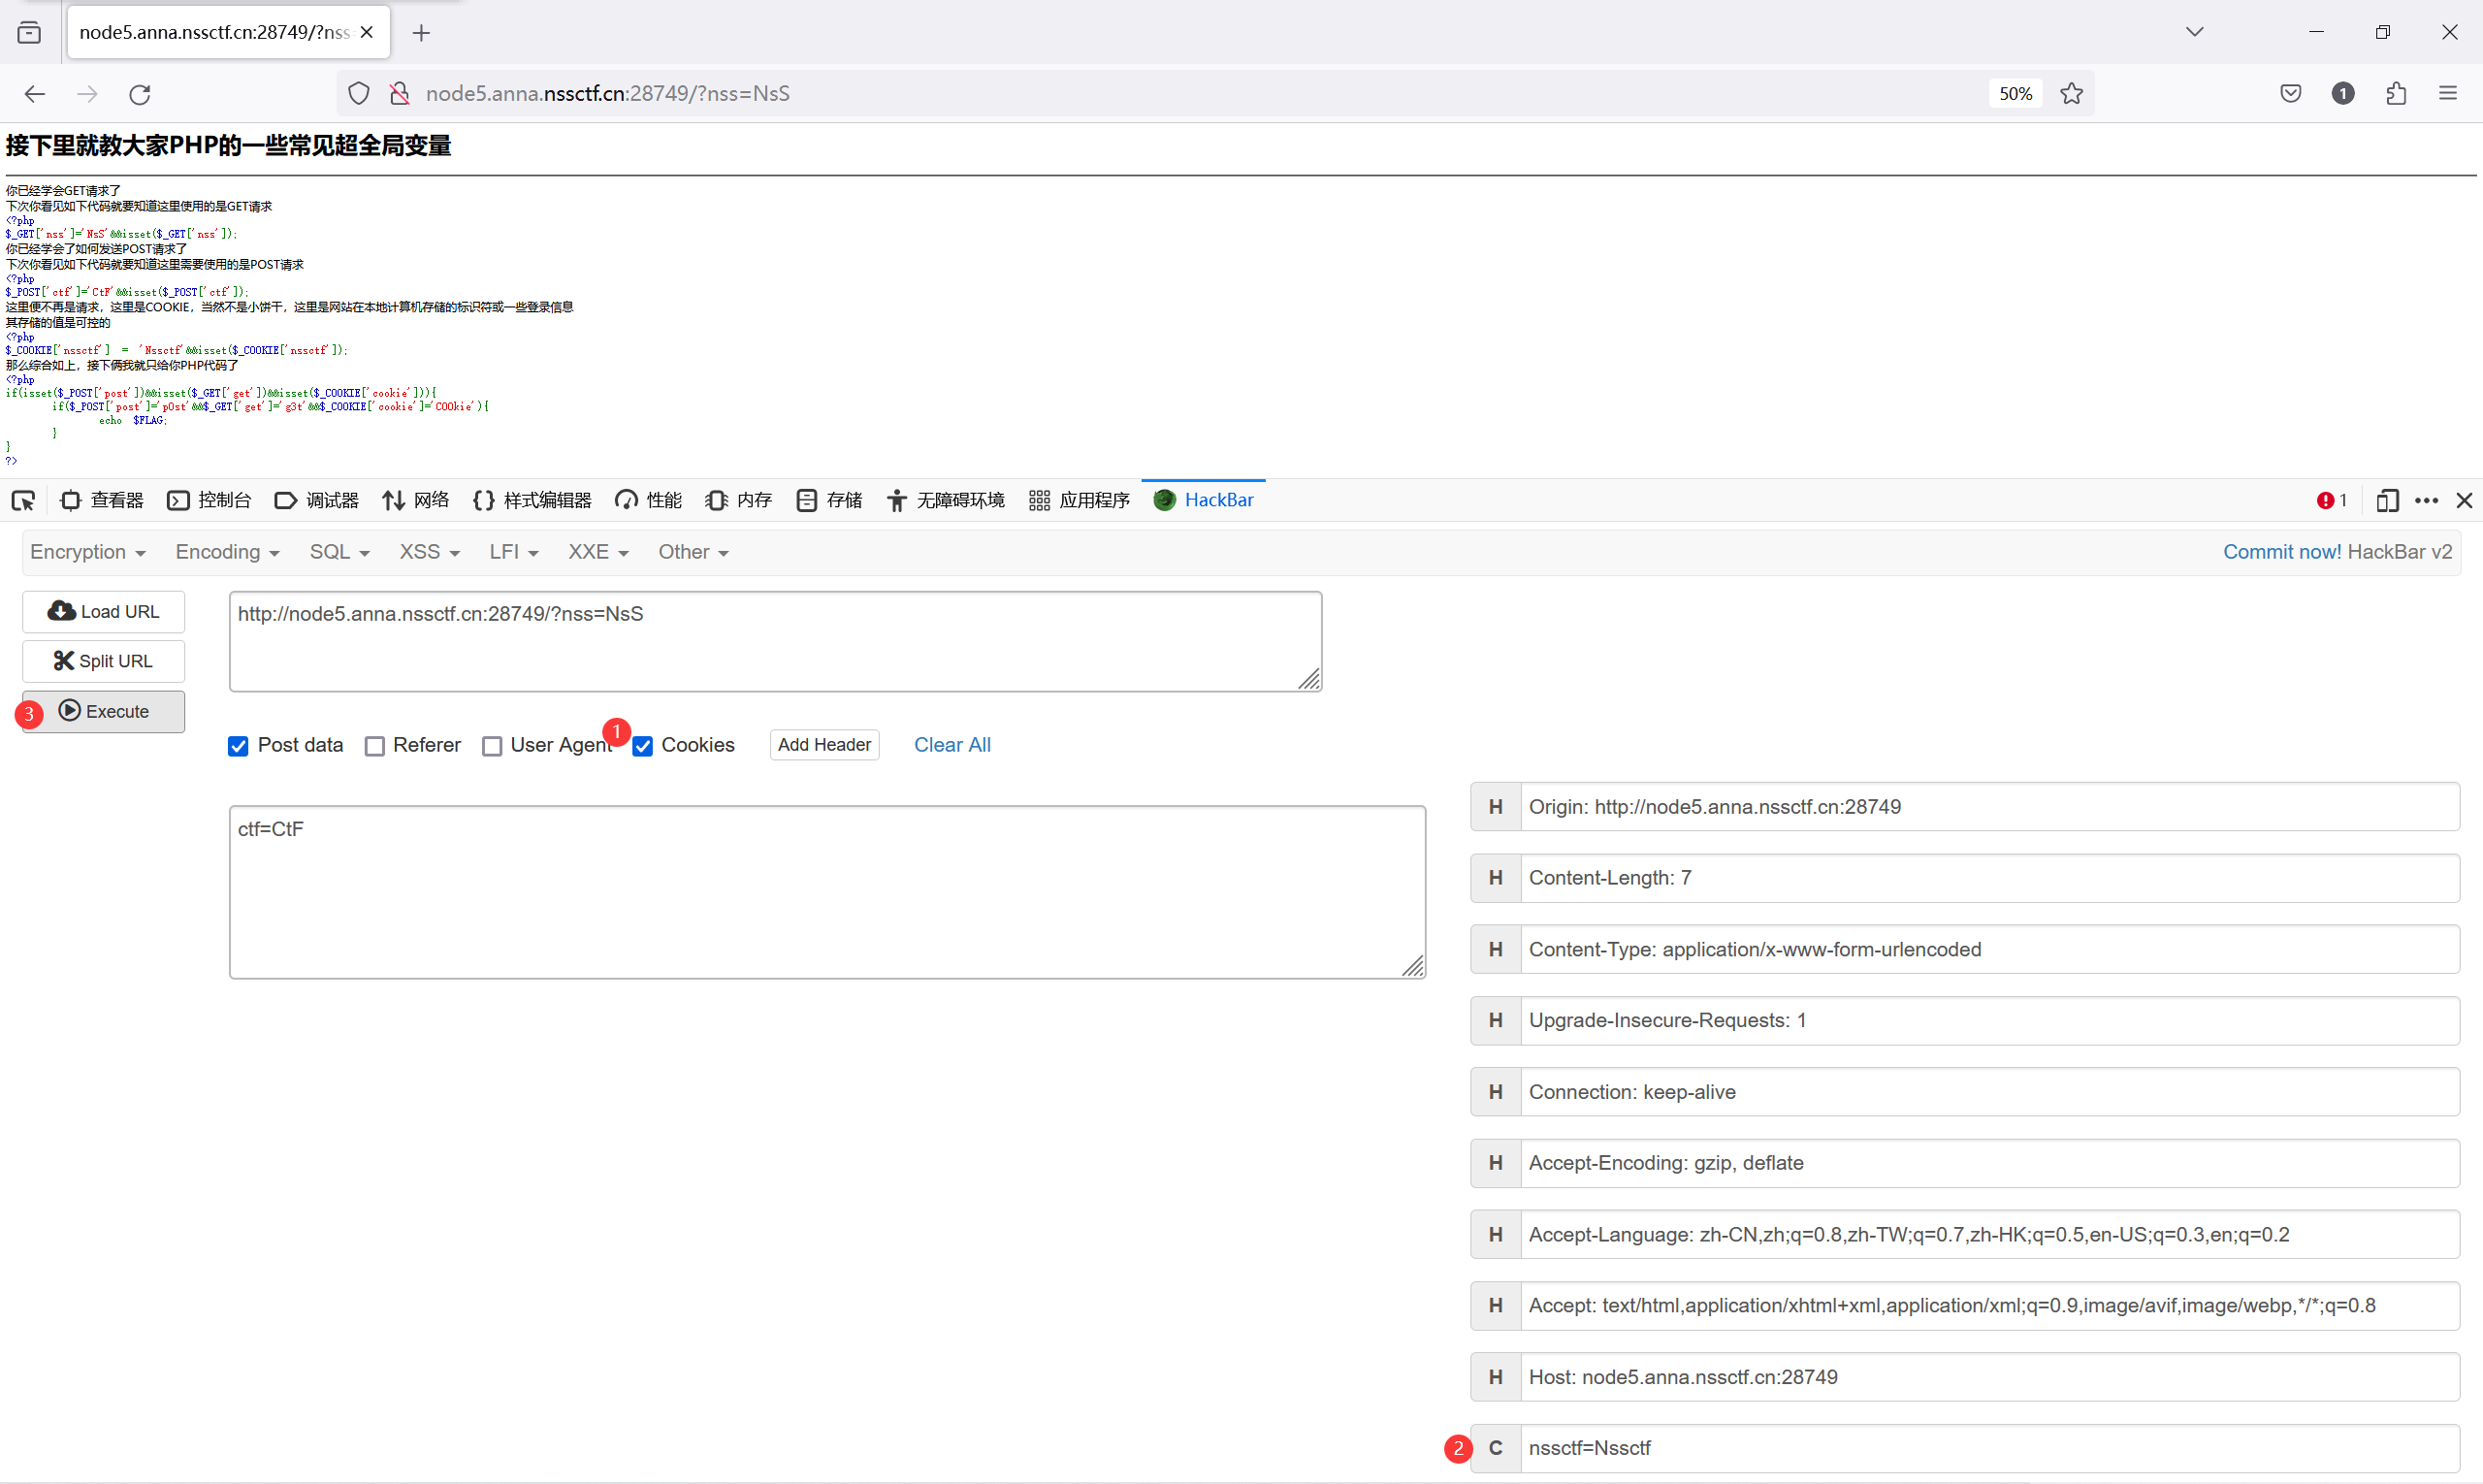 node5.anna.nssctf.cn:28749/?nss
node5.anna.nssctf.cn:28749/?nss=NsS
50%
1
接下里就教大家PHP的一些常见超全局变量
你已经学会GET请求了
下次你看见如下代码就要知道这里使用的是GET请求
<?php
$_GET['nss']='NsS'&&isset($_GET['nss']);
你已经学会了如何发送POST请求了
下次你看见如下代码就要知道这里需要使用的是POST请求
<?php
$_POST['ctf']='CtF'&&isset($_POST['ctf']);
这里便不再是请求，这里是COOKIE，当然不是小饼干，这里是网站在本地计算机存储的标识符或一些登录信息
其存储的值是可控的
<?php
$_COOKIE['nssctf'] = 'Nssctf'&&isset($_COOKIE['nssctf']);
那么综合如上，接下俩我就只给你PHP代码了
<?php
if(isset($_POST['post'])&&isset($_GET['get'])&&isset($_COOKIE['cookie'])){
if($_POST['post']='p0st'&&$_GET['get']='g3t'&&$_COOKIE['cookie']='C00kie'){
echo $FLAG;
}
}
?>
查看器 控制台 调试器 网络 样式编辑器 性能 内存 存储 无障碍环境 应用程序 HackBar 1
Encryption Encoding SQL XSS LFI XXE Other Commit now! HackBar v2
Load URL
http://node5.anna.nssctf.cn:28749/?nss=NsS
Split URL
3 Execute
Post data Referer User Agent 1 Cookies Add Header Clear All
ctf=CtF
H Origin: http://node5.anna.nssctf.cn:28749
H Content-Length: 7
H Content-Type: application/x-www-form-urlencoded
H Upgrade-Insecure-Requests: 1
H Connection: keep-alive
H Accept-Encoding: gzip, deflate
H Accept-Language: zh-CN,zh;q=0.8,zh-TW;q=0.7,zh-HK;q=0.5,en-US;q=0.3,en;q=0.2
H Accept: text/html,application/xhtml+xml,application/xml;q=0.9,image/avif,image/webp,*/*;q=0.8
H Host: node5.anna.nssctf.cn:28749
2 C nssctf=Nssctf